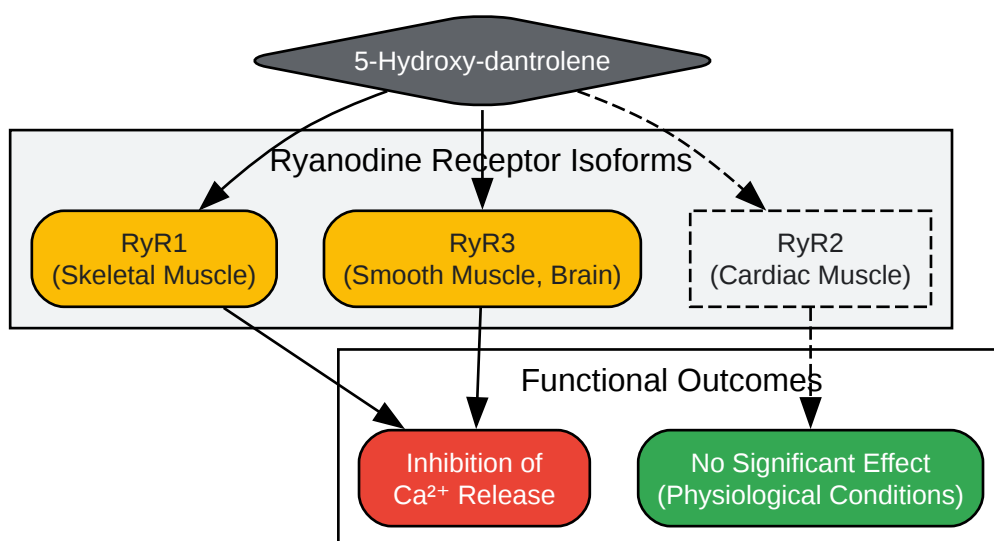 5-Hydroxy-dantrolene
Ryanodine Receptor Isoforms
RyR1
(Skeletal Muscle)
RyR3
(Smooth Muscle, Brain)
RyR2
(Cardiac Muscle)
Functional Outcomes
Inhibition of
Ca²⁺ Release
No Significant Effect
(Physiological Conditions)